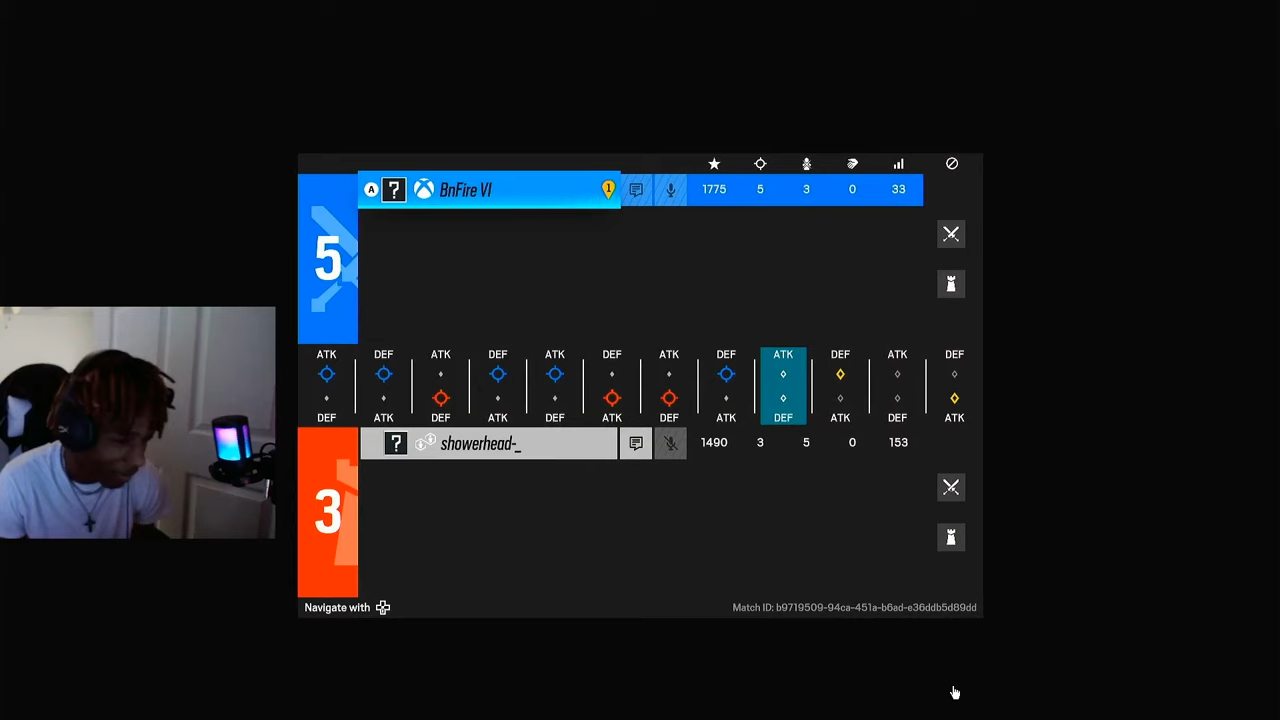 A ? BnFire VI 1 1775 5 3 0 33
5
ATK DEF ATK DEF ATK DEF ATK DEF ATK DEF ATK DEF
DEF ATK DEF ATK DEF ATK DEF ATK DEF ATK DEF ATK
? showerhead-_ 1490 3 5 0 153
3
Navigate with
Match ID: b9719509-94ca-451a-b6ad-e36ddb5d89dd